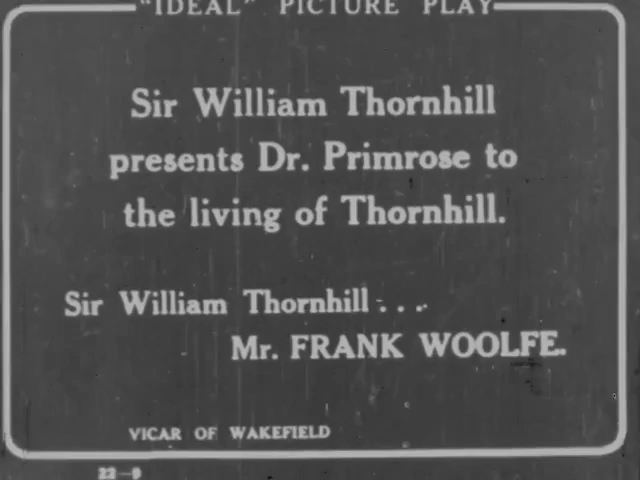 "IDEAL" PICTURE PLAY
Sir William Thornhill
presents Dr. Primrose to
the living of Thornhill.
Sir William Thornhill . . .
Mr. FRANK WOOLFE.
VICAR OF WAKEFIELD
22—9